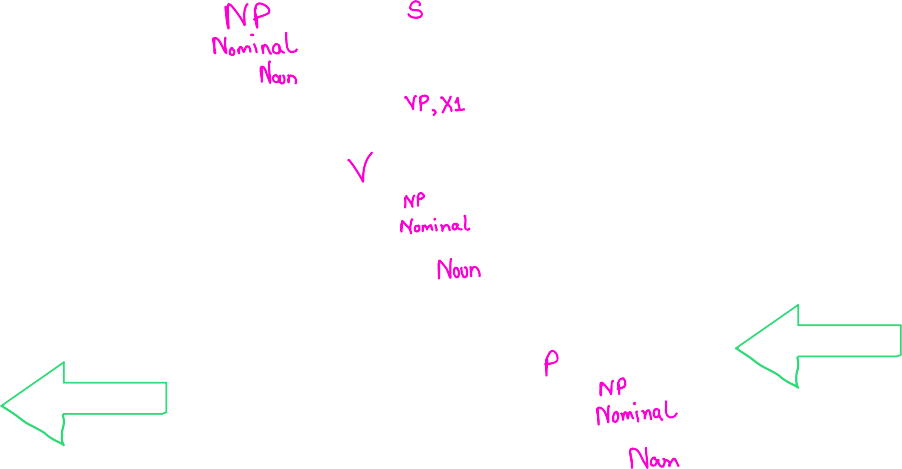 NP
S
Nominal
Noun
VP, X1
V
NP
Nominal
Noun
P
NP
Nominal
Noun